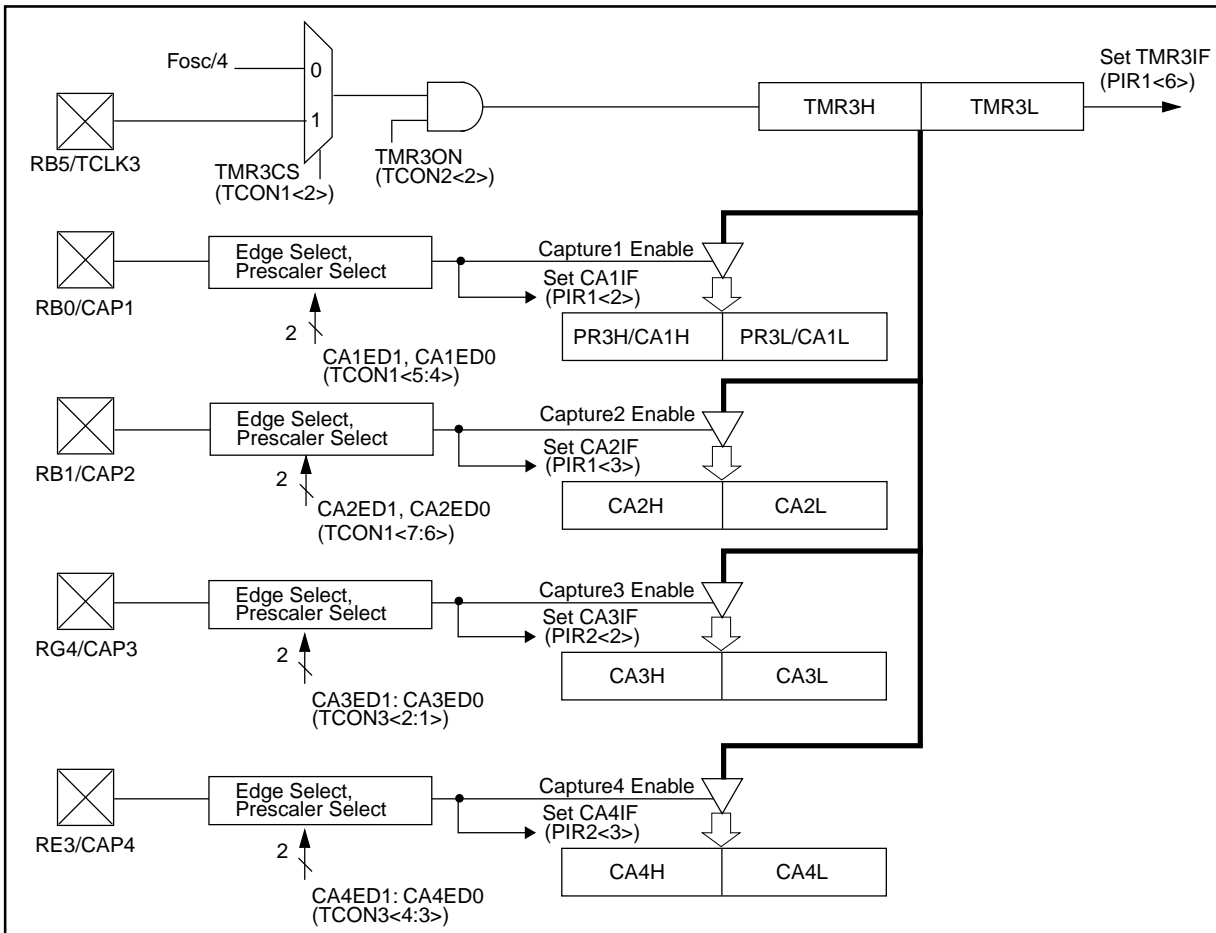 Fosc/4
0
1
RB5/TCLK3
TMR3CS
(TCON1<2>)
TMR3ON
(TCON2<2>)
TMR3H
TMR3L
Set TMR3IF
(PIR1<6>)
RB0/CAP1
Edge Select,
Prescaler Select
2
CA1ED1, CA1ED0
(TCON1<5:4>)
Capture1 Enable
Set CA1IF
(PIR1<2>)
PR3H/CA1H
PR3L/CA1L
RB1/CAP2
Edge Select,
Prescaler Select
2
CA2ED1, CA2ED0
(TCON1<7:6>)
Capture2 Enable
Set CA2IF
(PIR1<3>)
CA2H
CA2L
RG4/CAP3
Edge Select,
Prescaler Select
2
CA3ED1: CA3ED0
(TCON3<2:1>)
Capture3 Enable
Set CA3IF
(PIR2<2>)
CA3H
CA3L
RE3/CAP4
Edge Select,
Prescaler Select
2
CA4ED1: CA4ED0
(TCON3<4:3>)
Capture4 Enable
Set CA4IF
(PIR2<3>)
CA4H
CA4L